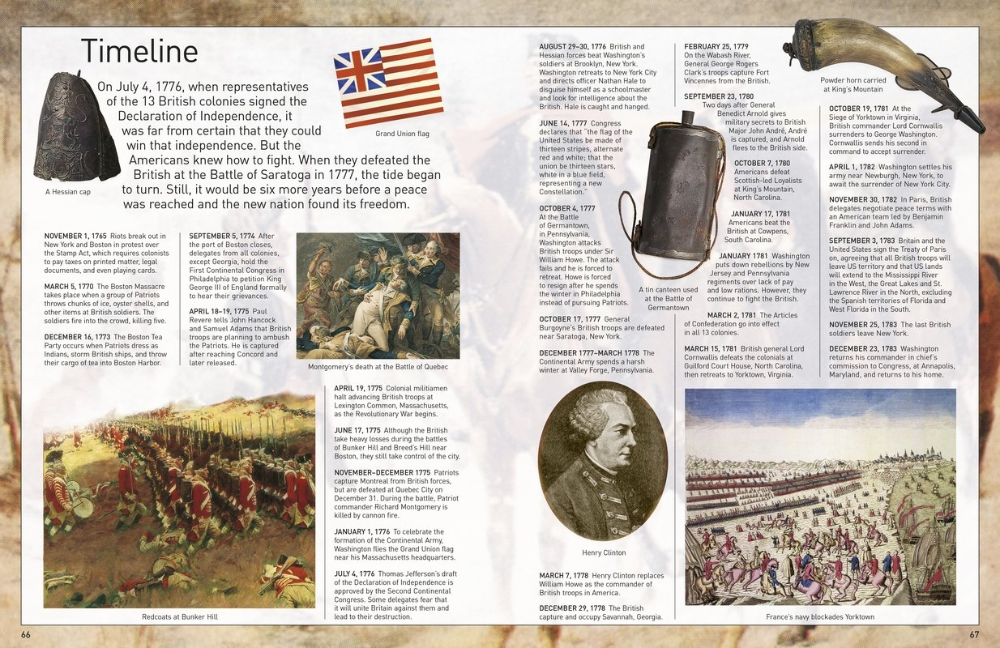 Timeline
On July 4, 1776, when representatives
of the 13 British colonies signed the
Declaration of Independence, it
was far from certain that they could
win that independence. But the
Americans knew how to fight. When they defeated the
British at the Battle of Saratoga in 1777, the tide began
to turn. Still, it would be six more years before a peace
was reached and the new nation found its freedom.
A Hessian cap
Grand Union flag
NOVEMBER 1, 1765 Riots break out in
New York and Boston in protest over
the Stamp Act, which requires colonists
to pay taxes on printed matter, legal
documents, and even playing cards.
MARCH 5, 1770 The Boston Massacre
takes place when a group of Patriots
throws chunks of ice, oyster shells, and
other items at British soldiers. The
soldiers fire into the crowd, killing five.
DECEMBER 16, 1773 The Boston Tea
Party occurs when Patriots dress as
Indians, storm British ships, and throw
their cargo of tea into Boston Harbor.
SEPTEMBER 5, 1774 After
the port of Boston closes,
delegates from all colonies,
except Georgia, hold the
First Continental Congress in
Philadelphia to petition King
George III of England formally
to hear their grievances.
APRIL 18–19, 1775 Paul
Revere tells John Hancock
and Samuel Adams that British
troops are planning to ambush
the Patriots. He is captured
after reaching Concord and
later released.
Montgomery's death at the Battle of Quebec
Redcoats at Bunker Hill
APRIL 19, 1775 Colonial militiamen
halt advancing British troops at
Lexington Common, Massachusetts,
as the Revolutionary War begins.
JUNE 17, 1775 Although the British
take heavy losses during the battles
of Bunker Hill and Breed's Hill near
Boston, they still take control of the city.
NOVEMBER–DECEMBER 1775 Patriots
capture Montreal from British forces,
but are defeated at Quebec City on
December 31. During the battle, Patriot
commander Richard Montgomery is
killed by cannon fire.
JANUARY 1, 1776 To celebrate the
formation of the Continental Army,
Washington flies the Grand Union flag
near his Massachusetts headquarters.
JULY 4, 1776 Thomas Jefferson's draft
of the Declaration of Independence is
approved by the Second Continental
Congress. Some delegates fear that
it will unite Britain against them and
lead to their destruction.
66
AUGUST 29–30, 1776 British and
Hessian forces beat Washington's
soldiers at Brooklyn, New York.
Washington retreats to New York City
and directs officer Nathan Hale to
disguise himself as a schoolmaster
and look for intelligence about the
British. Hale is caught and hanged.
JUNE 14, 1777 Congress
declares that "the flag of the
United States be made of
thirteen stripes, alternate
red and white; that the
union be thirteen stars,
white in a blue field,
representing a new
Constellation."
OCTOBER 4, 1777
At the Battle
of Germantown,
in Pennsylvania,
Washington attacks
British troops under Sir
William Howe. The attack
fails and he is forced to
retreat. Howe is forced
to resign after he spends
the winter in Philadelphia
instead of pursuing Patriots.
OCTOBER 17, 1777 General
Burgoyne's British troops are defeated
near Saratoga, New York.
DECEMBER 1777–MARCH 1778 The
Continental Army spends a harsh
winter at Valley Forge, Pennsylvania.
Henry Clinton
MARCH 7, 1778 Henry Clinton replaces
William Howe as the commander of
British troops in America.
DECEMBER 29, 1778 The British
capture and occupy Savannah, Georgia.
FEBRUARY 25, 1779
On the Wabash River,
General George Rogers
Clark's troops capture Fort
Vincennes from the British.
SEPTEMBER 23, 1780
Two days after General
Benedict Arnold gives
military secrets to British
Major John André, André
is captured, and Arnold
flees to the British side.
OCTOBER 7, 1780
Americans defeat
Scottish-led Loyalists
at King's Mountain,
North Carolina.
JANUARY 17, 1781
Americans beat the
British at Cowpens,
South Carolina.
JANUARY 1781 Washington
puts down rebellions by New
Jersey and Pennsylvania
regiments over lack of pay
and low rations. However, they
continue to fight the British.
MARCH 2, 1781 The Articles
of Confederation go into effect
in all 13 colonies.
MARCH 15, 1781 British general Lord
Cornwallis defeats the colonials at
Guilford Court House, North Carolina,
then retreats to Yorktown, Virginia.
A tin canteen used
at the Battle of
Germantown
Powder horn carried
at King's Mountain
OCTOBER 19, 1781 At the
Siege of Yorktown in Virginia,
British commander Lord Cornwallis
surrenders to George Washington.
Cornwallis sends his second in
command to accept surrender.
APRIL 1, 1782 Washington settles his
army near Newburgh, New York, to
await the surrender of New York City.
NOVEMBER 30, 1782 In Paris, British
delegates negotiate peace terms with
an American team led by Benjamin
Franklin and John Adams.
SEPTEMBER 3, 1783 Britain and the
United States sign the Treaty of Paris
on, agreeing that all British troops will
leave US territory and that US lands
will extend to the Mississippi River
in the West, the Great Lakes and St.
Lawrence River in the North, excluding
the Spanish territories of Florida and
West Florida in the South.
NOVEMBER 25, 1783 The last British
soldiers leave New York.
DECEMBER 23, 1783 Washington
returns his commander in chief's
commission to Congress, at Annapolis,
Maryland, and returns to his home.
France's navy blockades Yorktown
67